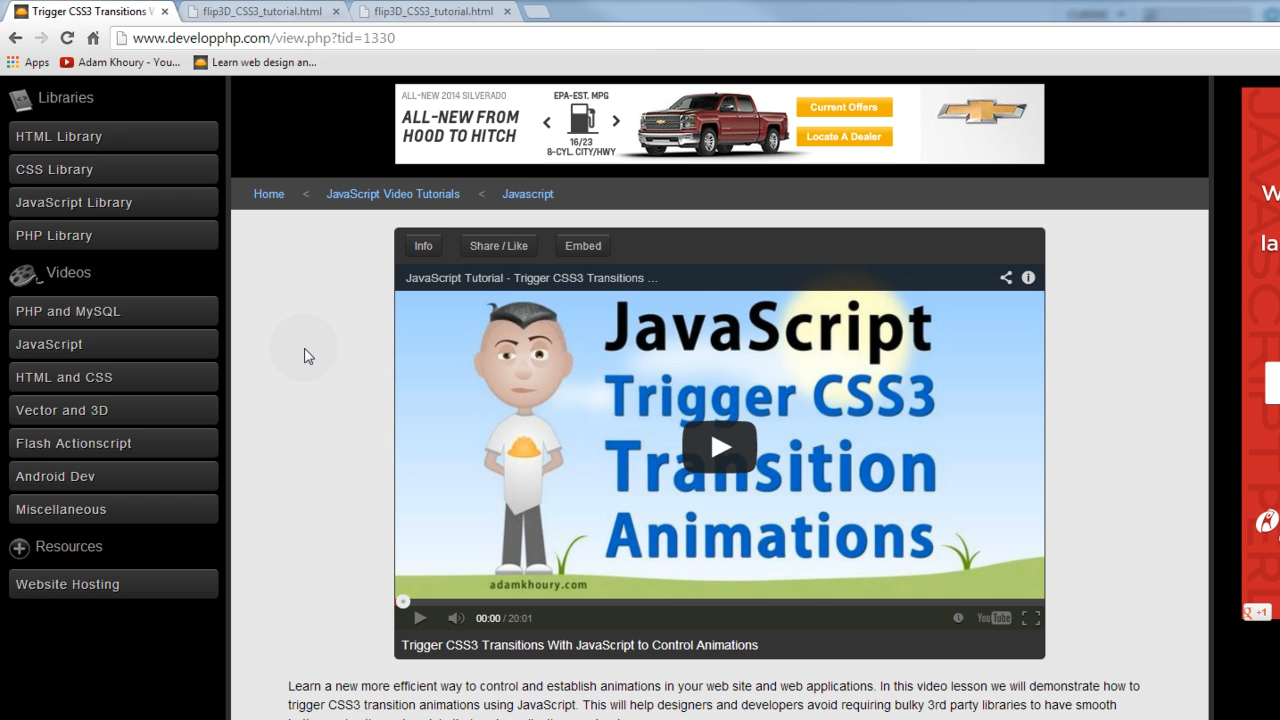 Trigger CSS3 Transitions
flip3D_CSS3_tutorial.html
flip3D_CSS3_tutorial.html
www.developphp.com/view.php?tid=1330
Apps
Adam Khoury - You...
Learn web design an...
Libraries
HTML Library
CSS Library
JavaScript Library
PHP Library
Videos
PHP and MySQL
JavaScript
HTML and CSS
Vector and 3D
Flash Actionscript
Android Dev
Miscellaneous
Resources
Website Hosting
ALL-NEW 2014 SILVERADO
ALL-NEW FROM
HOOD TO HITCH
EPA-EST. MPG
16/23
8-CYL. CITY/HWY
Current Offers
Locate A Dealer
Home < JavaScript Video Tutorials < Javascript
Info Share / Like Embed
JavaScript Tutorial - Trigger CSS3 Transitions ...
JavaScript
Trigger CSS3
Transition
Animations
adamkhoury.com
00:00 / 20:01
YouTube
Trigger CSS3 Transitions With JavaScript to Control Animations
Learn a new more efficient way to control and establish animations in your web site and web applications. In this video lesson we will demonstrate how to
trigger CSS3 transition animations using JavaScript. This will help designers and developers avoid requiring bulky 3rd party libraries to have smooth
W
la
JAVASCRIPT
+1